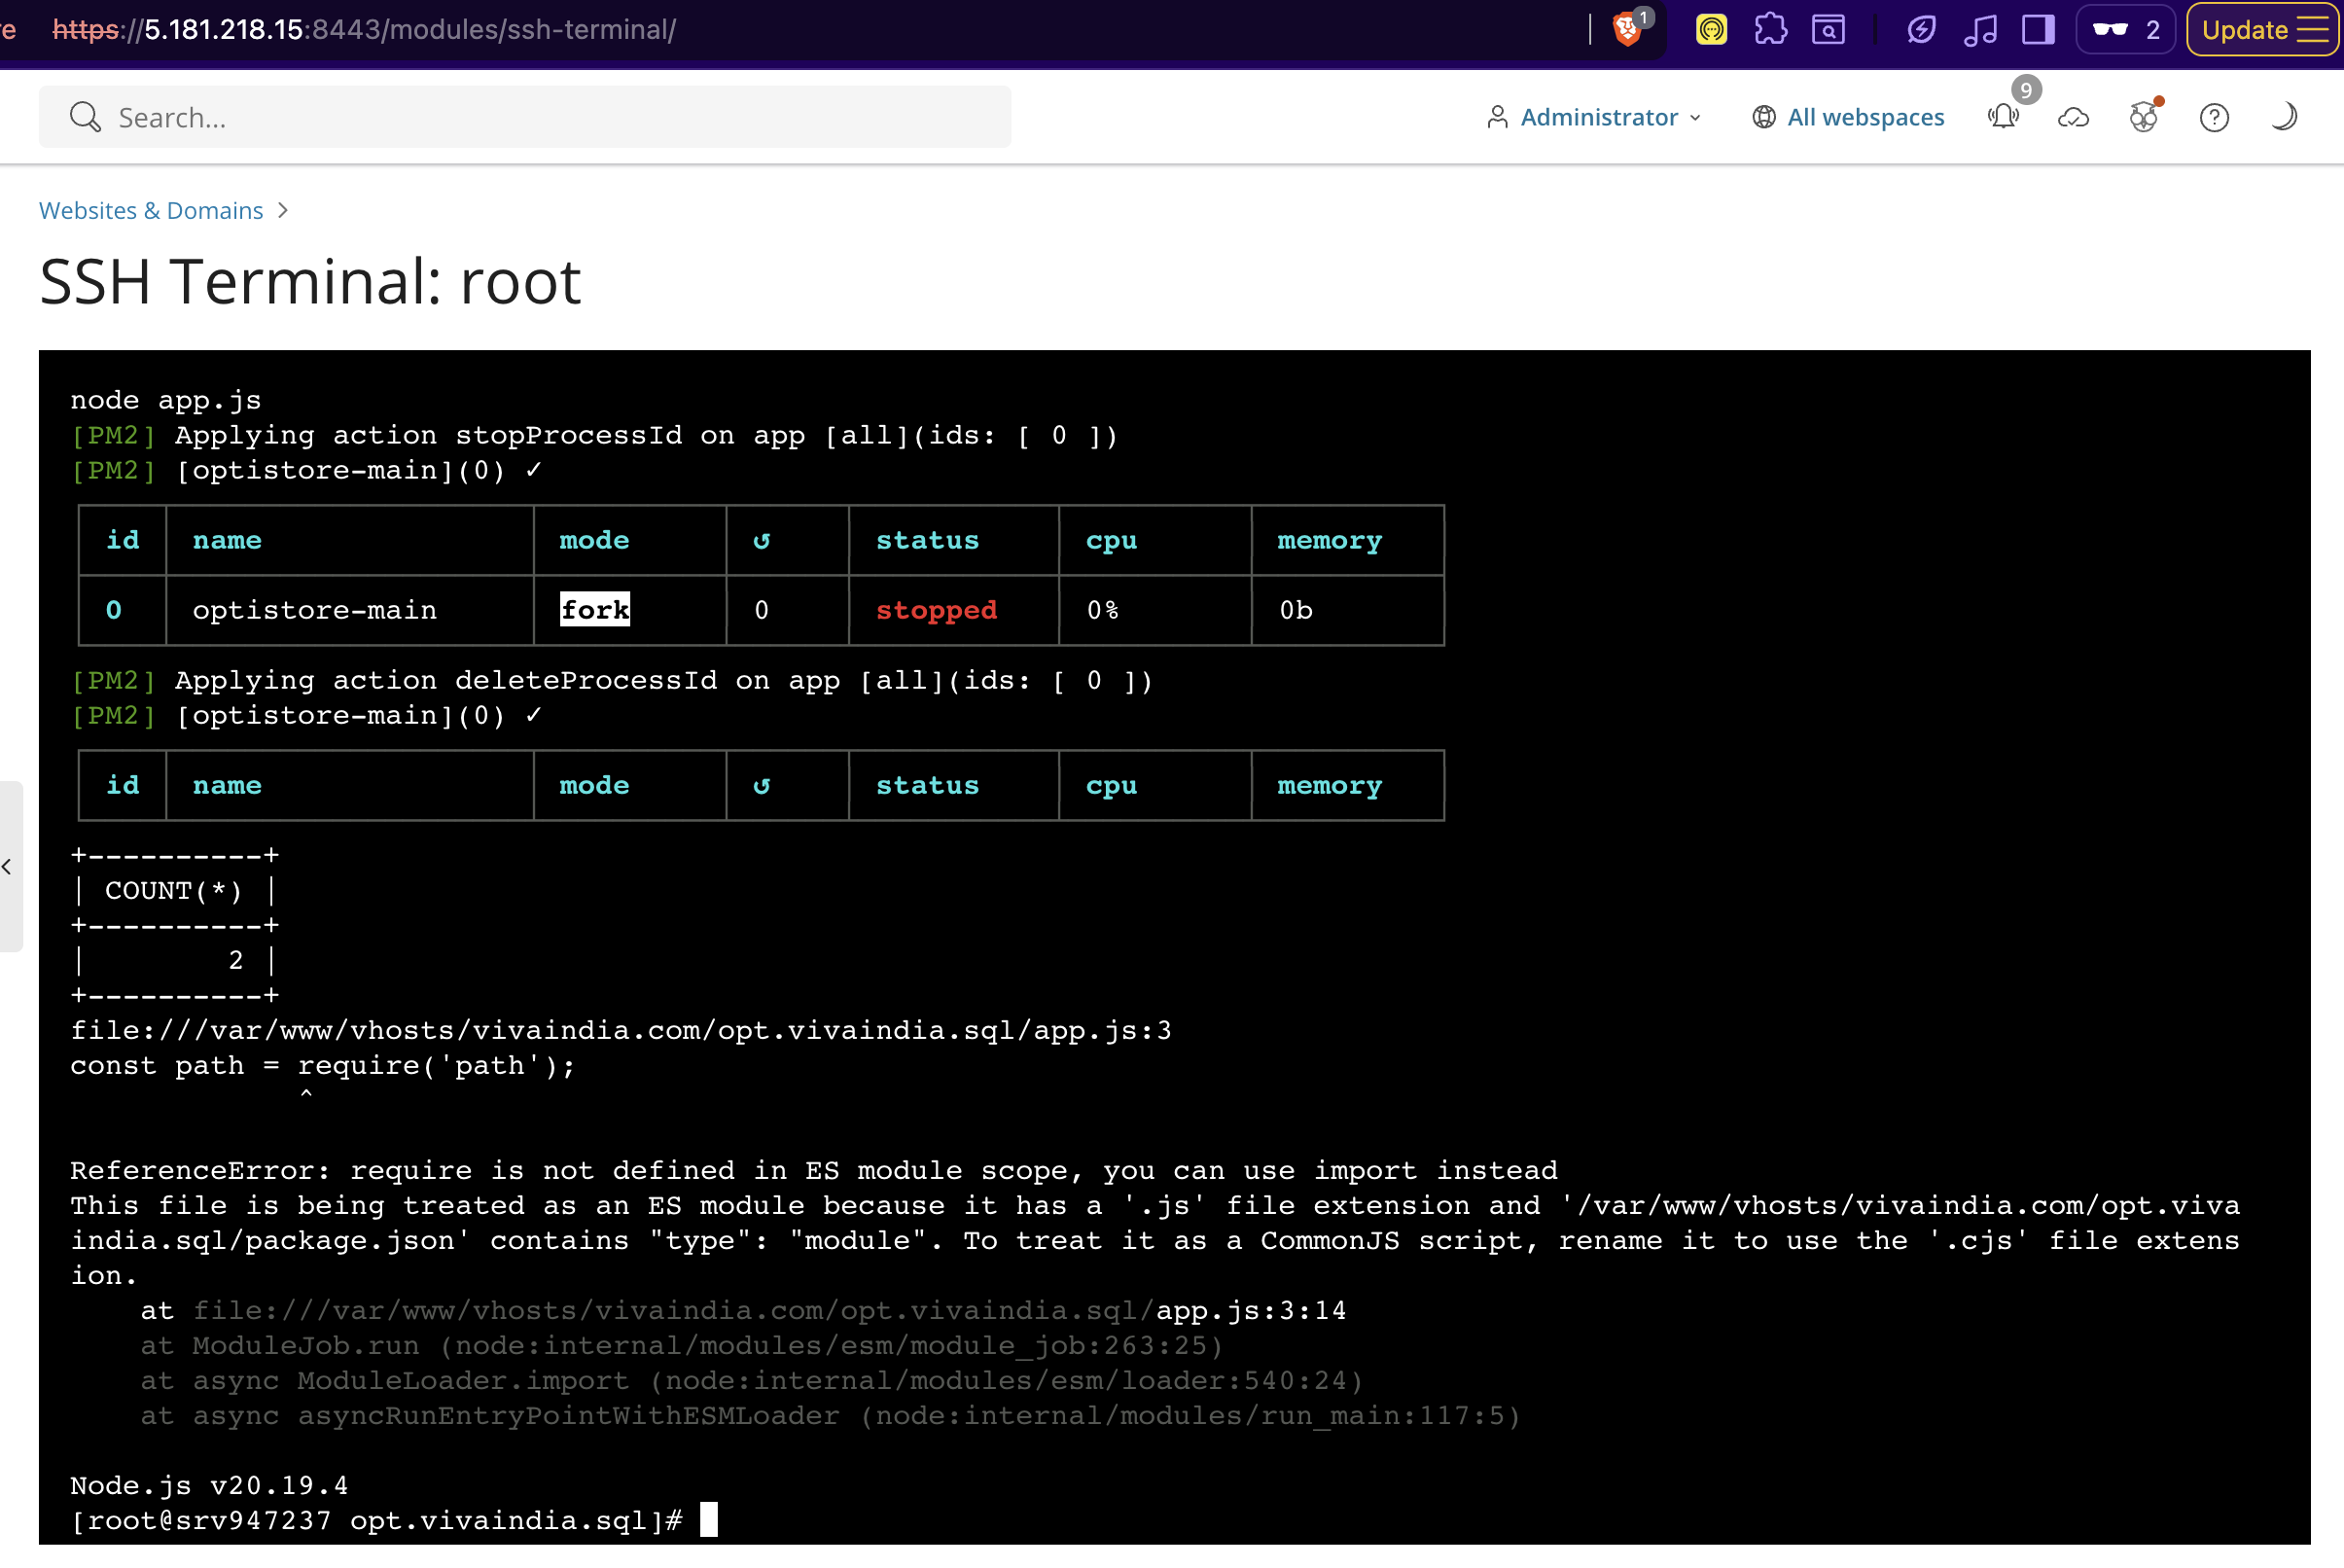 e https://5.181.218.15:8443/modules/ssh-terminal/ 1 2 Update
Search... Administrator All webspaces 9
Websites & Domains >
SSH Terminal: root
node app.js
[PM2] Applying action stopProcessId on app [all](ids: [ 0 ])
[PM2] [optistore-main](0) ✓
id name mode ↺ status cpu memory
0 optistore-main fork 0 stopped 0% 0b
[PM2] Applying action deleteProcessId on app [all](ids: [ 0 ])
[PM2] [optistore-main](0) ✓
id name mode ↺ status cpu memory
+----------+
| COUNT(*) |
+----------+
|        2 |
+----------+
file:///var/www/vhosts/vivaindia.com/opt.vivaindia.sql/app.js:3
const path = require('path');
^
ReferenceError: require is not defined in ES module scope, you can use import instead
This file is being treated as an ES module because it has a '.js' file extension and '/var/www/vhosts/vivaindia.com/opt.viva
india.sql/package.json' contains "type": "module". To treat it as a CommonJS script, rename it to use the '.cjs' file extens
ion.
at file:///var/www/vhosts/vivaindia.com/opt.vivaindia.sql/app.js:3:14
at ModuleJob.run (node:internal/modules/esm/module_job:263:25)
at async ModuleLoader.import (node:internal/modules/esm/loader:540:24)
at async asyncRunEntryPointWithESMLoader (node:internal/modules/run_main:117:5)
Node.js v20.19.4
[root@srv947237 opt.vivaindia.sql]#